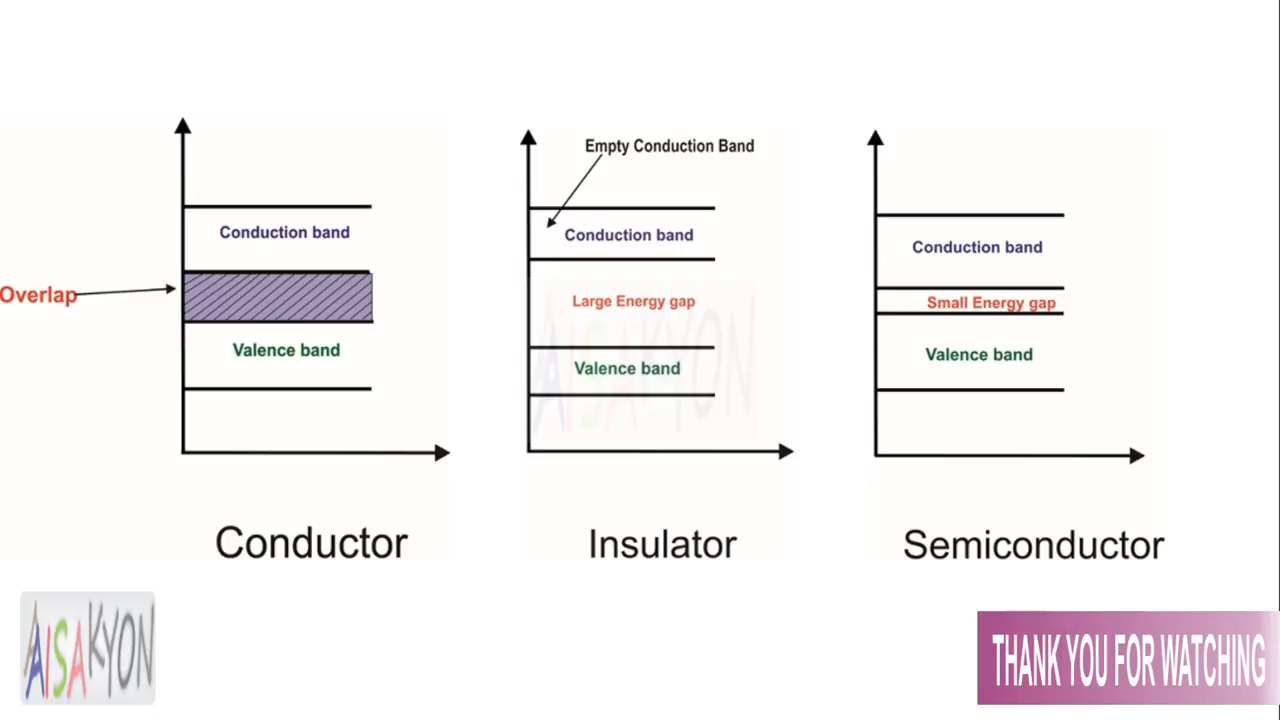 Empty Conduction Band
Conduction band
Overlap
Valence band
Conductor
Conduction band
Large Energy gap
Valence band
Insulator
Conduction band
Small Energy gap
Valence band
Semiconductor
AISAKYON
AISAKYON
THANK YOU FOR WATCHING